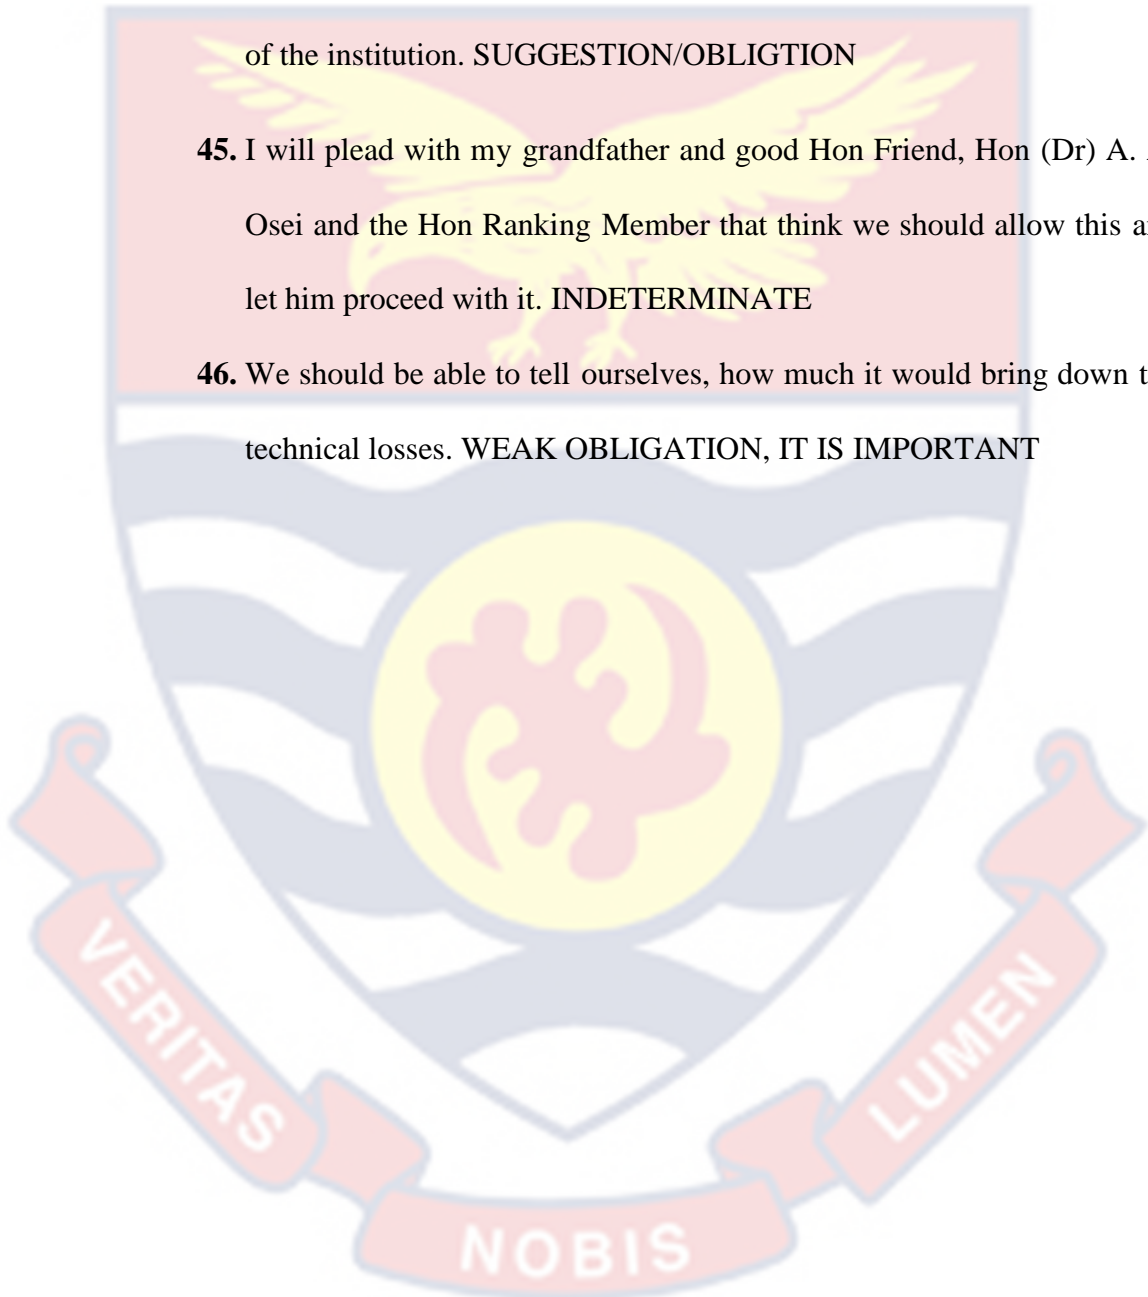 of the institution. SUGGESTION/OBLIGTION
45. I will plead with my grandfather and good Hon Friend, Hon (Dr) A. A.
Osei and the Hon Ranking Member that think we should allow this
let him proceed with it. INDETERMINATE
46. We should be able to tell ourselves, how much it would bring down
technical losses. WEAK OBLIGATION, IT IS IMPORTANT
VERITAS
NOBIS
LUMEN